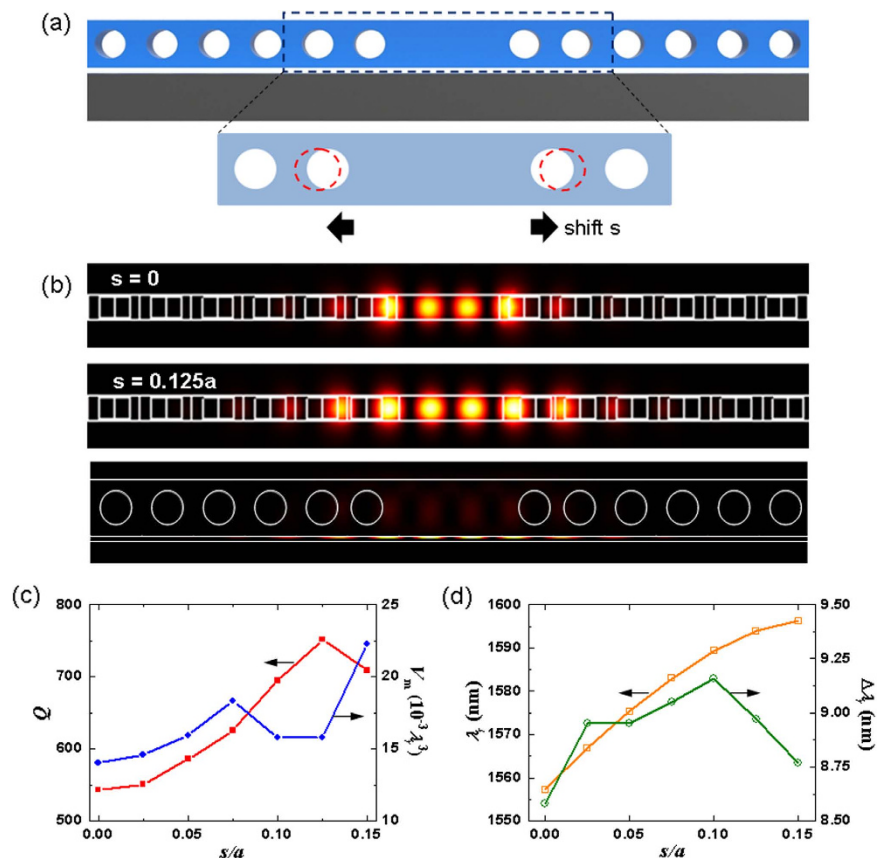 (a)
shift s
(b)
s = 0
s = 0.125a
(c)
800
700
600
500
Q
0.00
0.05
0.10
0.15
s/a
25
20
15
10
Vm (10⁻³λr³)
(d)
1600
1590
1580
1570
1560
1550
λr (nm)
0.00
0.05
0.10
0.15
s/a
9.50
9.25
9.00
8.75
8.50
Δλr (nm)